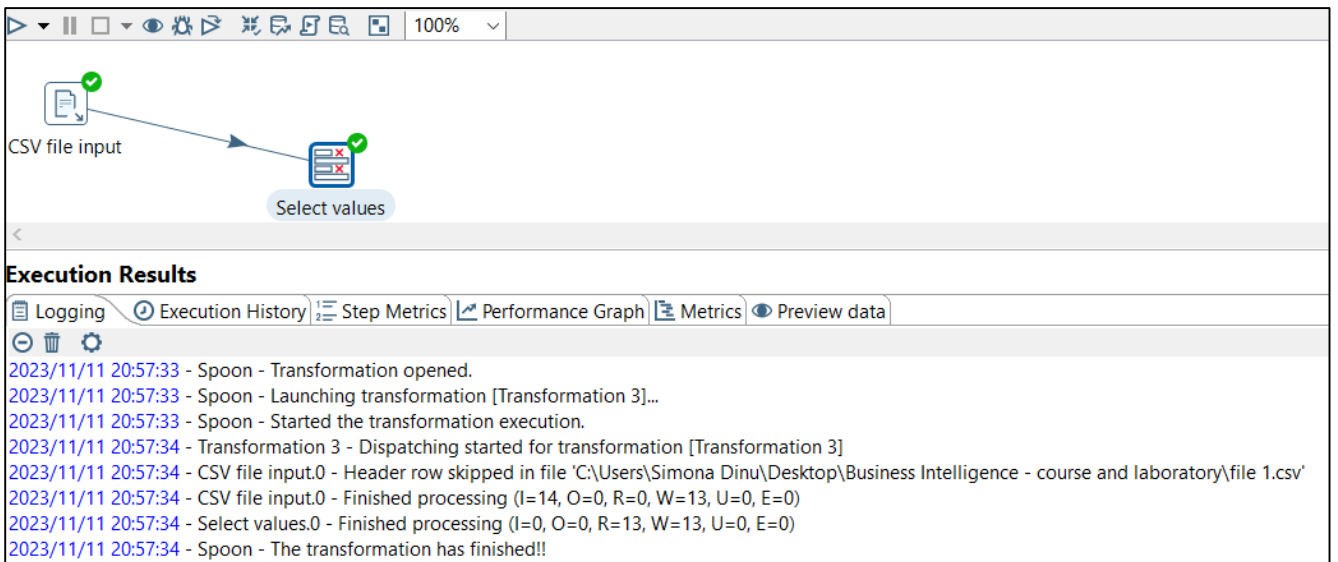 100%
CSV file input
Select values
Execution Results
Logging Execution History Step Metrics Performance Graph Metrics Preview data
2023/11/11 20:57:33 - Spoon - Transformation opened.
2023/11/11 20:57:33 - Spoon - Launching transformation [Transformation 3]...
2023/11/11 20:57:33 - Spoon - Started the transformation execution.
2023/11/11 20:57:34 - Transformation 3 - Dispatching started for transformation [Transformation 3]
2023/11/11 20:57:34 - CSV file input.0 - Header row skipped in file 'C:\Users\Simona Dinu\Desktop\Business Intelligence - course and laboratory\file 1.csv'
2023/11/11 20:57:34 - CSV file input.0 - Finished processing (I=14, O=0, R=0, W=13, U=0, E=0)
2023/11/11 20:57:34 - Select values.0 - Finished processing (I=0, O=0, R=13, W=13, U=0, E=0)
2023/11/11 20:57:34 - Spoon - The transformation has finished!!